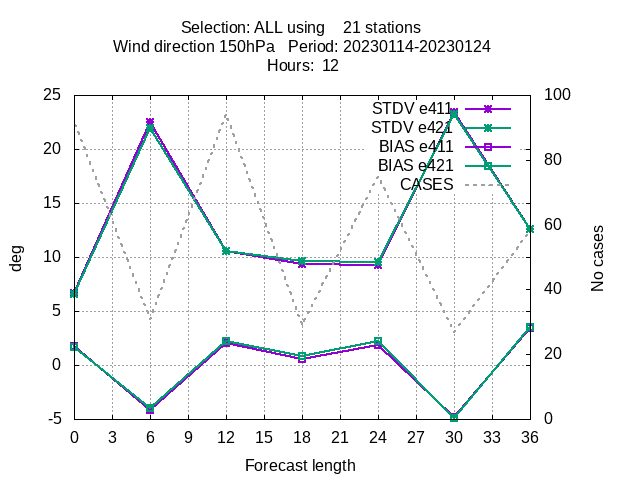 Selection: ALL using    21 stations
Wind direction 150hPa   Period: 20230114-20230124
Hours:  12
25
20
15
10
5
0
-5
deg
100
80
60
40
20
0
No cases
STDV e411
STDV e421
BIAS e411
BIAS e421
CASES
0 3 6 9 12 15 18 21 24 27 30 33 36
Forecast length